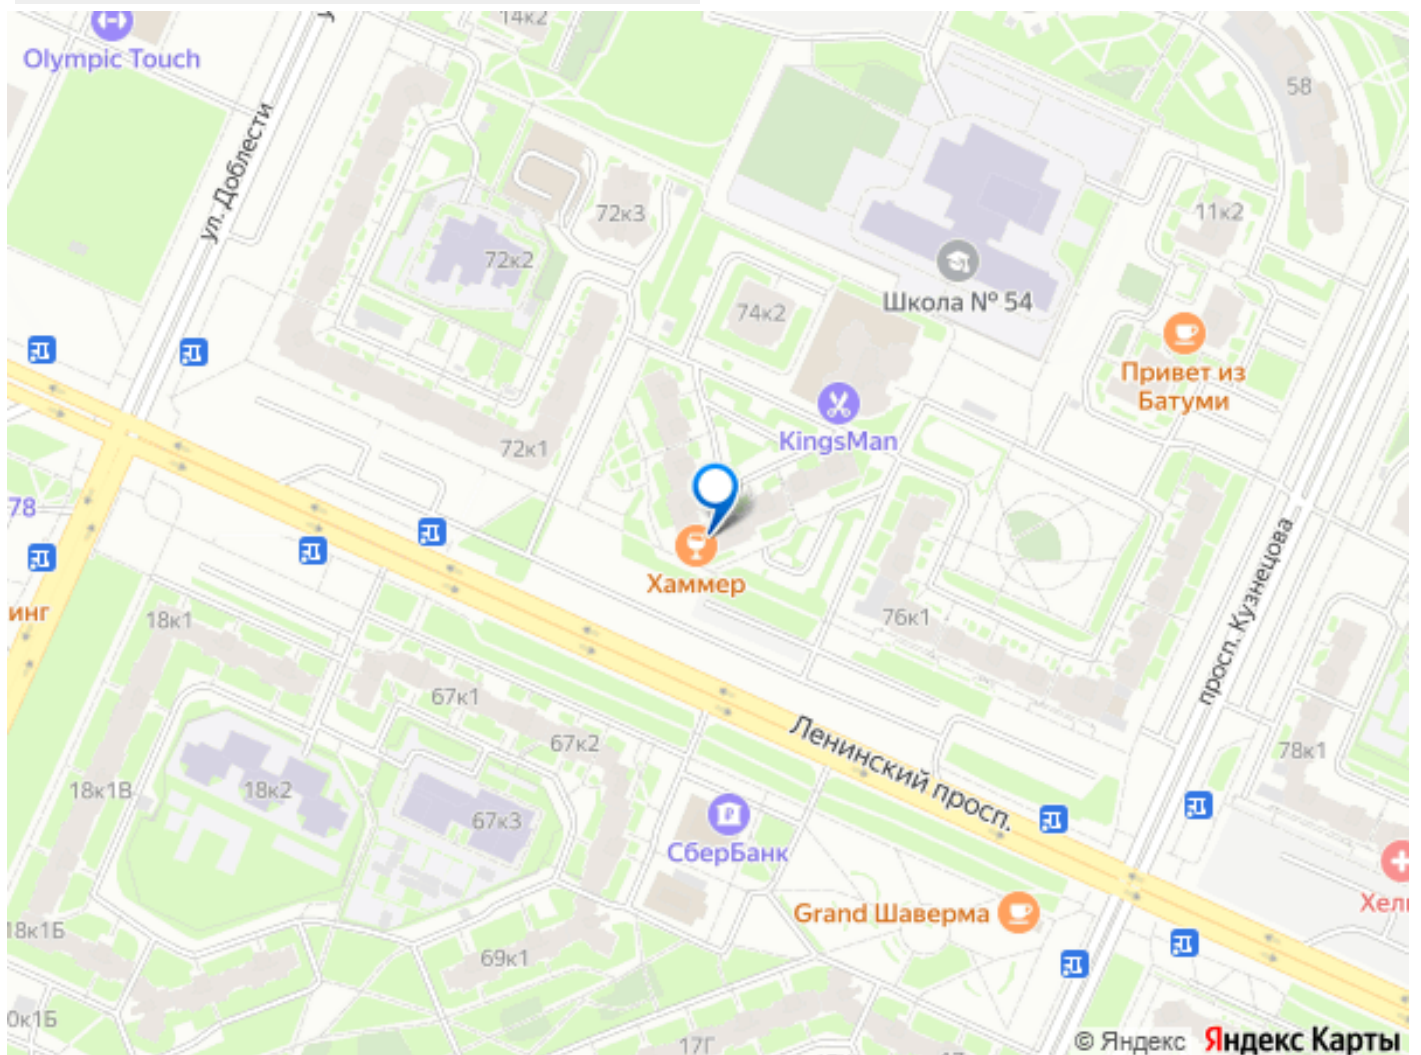 14к2
Olympic Touch
58
ул. Доблести
72к3
11к2
72к2
Школа № 54
74к2
Привет из
Батуми
KingsMan
72к1
78
Хаммер
просп. Кузнецова
инг
18к1
76к1
67к1
Ленинский просп.
67к2
78к1
18к1В
18к2
67к3
СберБанк
Grand Шаверма
Хел
18к1Б
69к1
0к1Б
17Г
© Яндекс Яндекс Карты